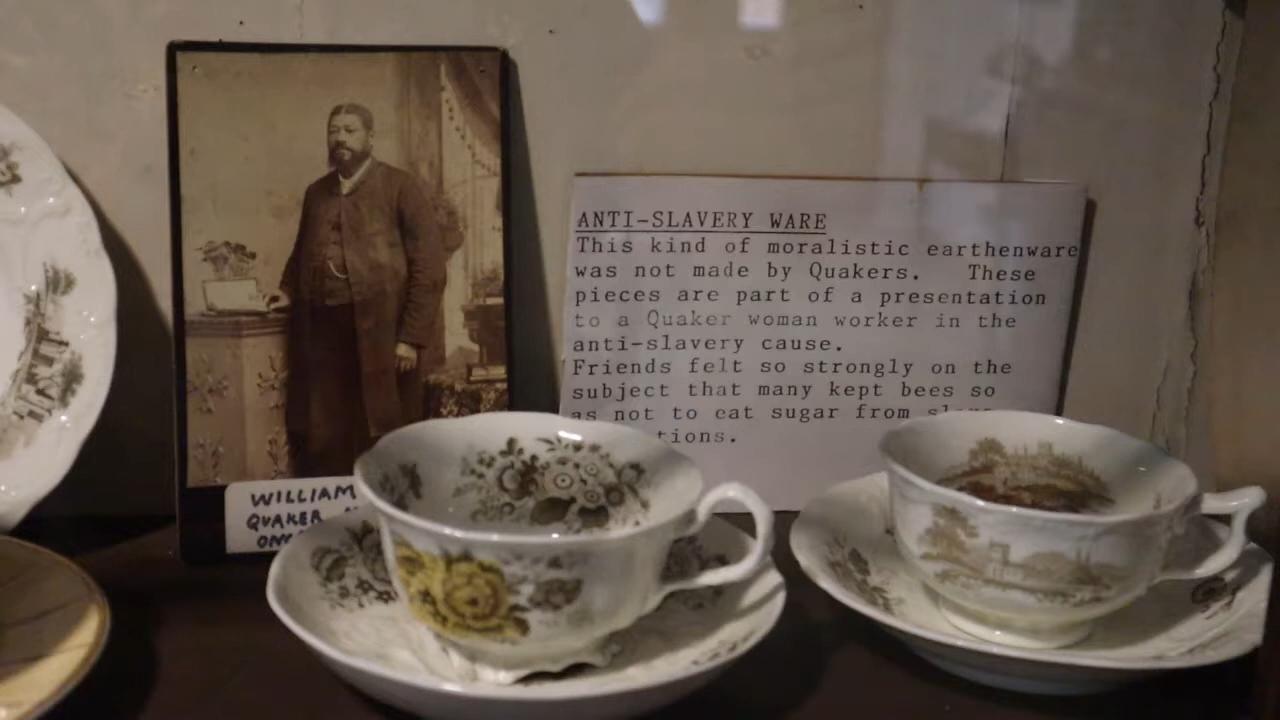 ANTI-SLAVERY WARE
This kind of moralistic earthenware
was not made by Quakers. These
pieces are part of a presentation
to a Quaker woman worker in the
anti-slavery cause.
Friends felt so strongly on the
subject that many kept bees so
as not to eat sugar from
WILLIAM
QUAKER